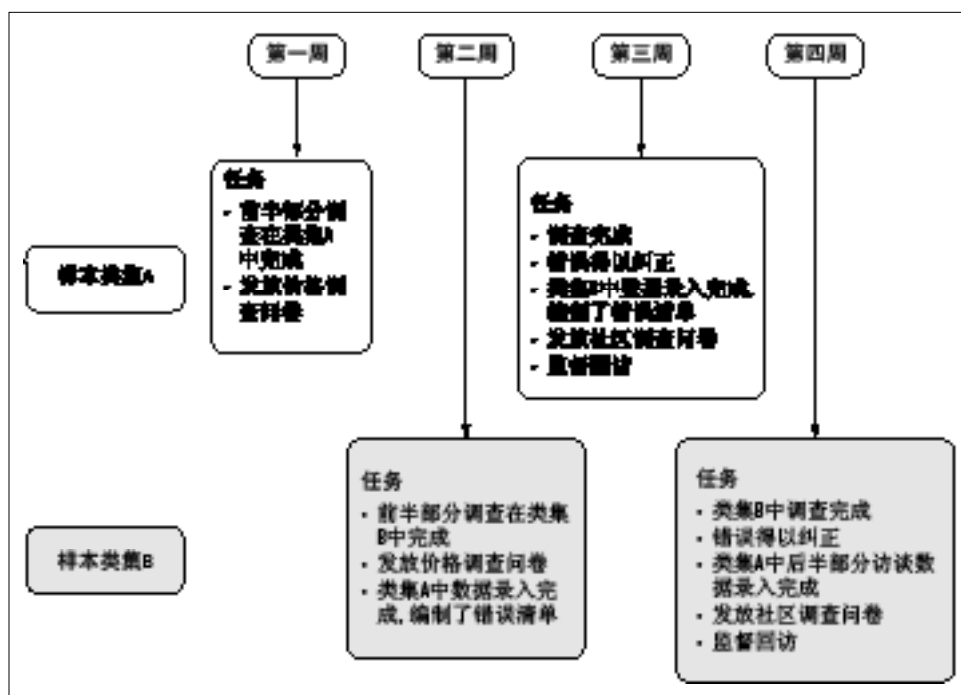 第一周
第二周
第三周
第四周
样本类集A
任务
- 前半部分调
查在类集A
中完成
- 发放价格调
查问卷
任务
- 调查完成
- 错误得以纠正
- 类集B中数据录入完成,
编制了错误清单
- 发放社区调查问卷
- 监督回访
样本类集B
任务
· 前半部分调查在类集
B中完成
· 发放价格调查问卷
· 类集A中数据录入完
成,编制了错误清单
任务
· 类集B中调查完成
· 错误得以纠正
· 类集A中后半部分访谈数
据录入完成
· 发放社区调查问卷
· 监督回访